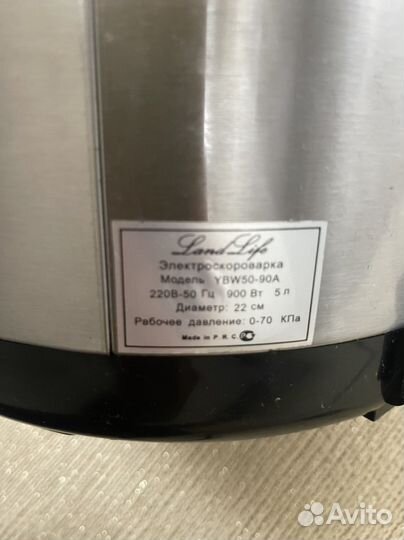 Land Life
Электроскороварка
Модель: YBW50-90A
220В-50 Гц 900 Вт 5 л
Диаметр: 22 см
Рабочее давление: 0-70 КПа
Made in P.R.C.
Avito